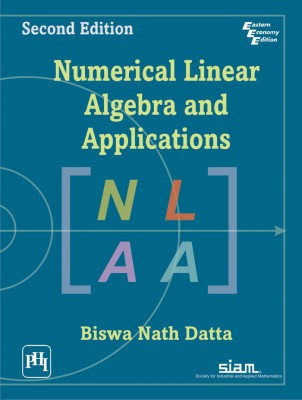 Second Edition
Eastern
Economy
Edition
Numerical Linear
Algebra and
Applications
N L
A A
Biswa Nath Datta
PHI
siam
Society for Industrial and Applied Mathematics